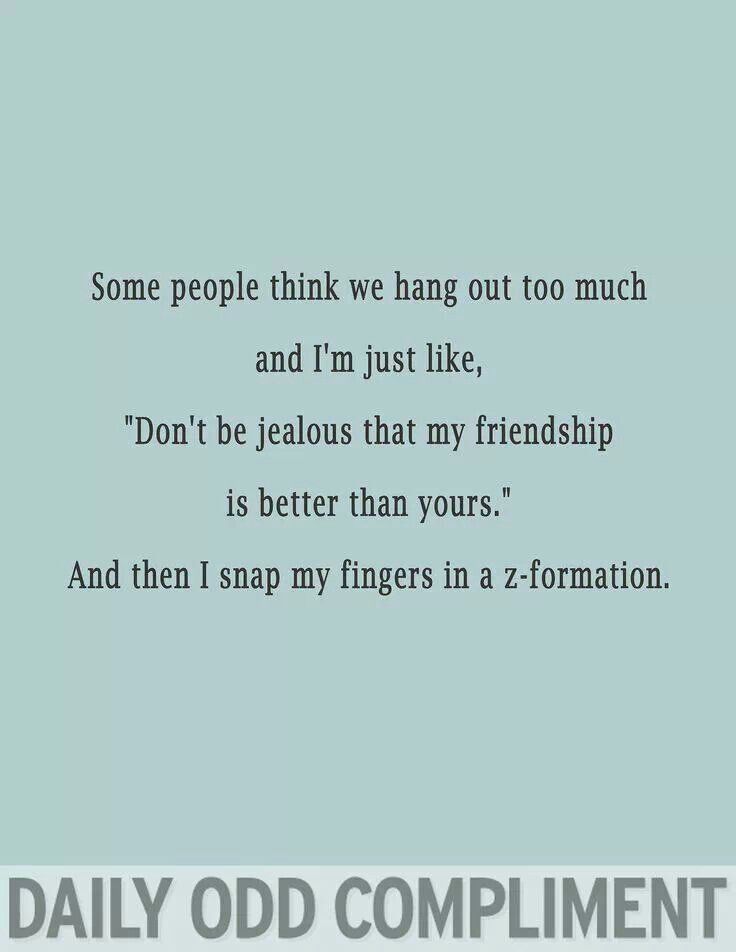 Some people think we hang out too much
and I'm just like,
"Don't be jealous that my friendship
is better than yours."
And then I snap my fingers in a z-formation.
DAILY ODD COMPLIMENT